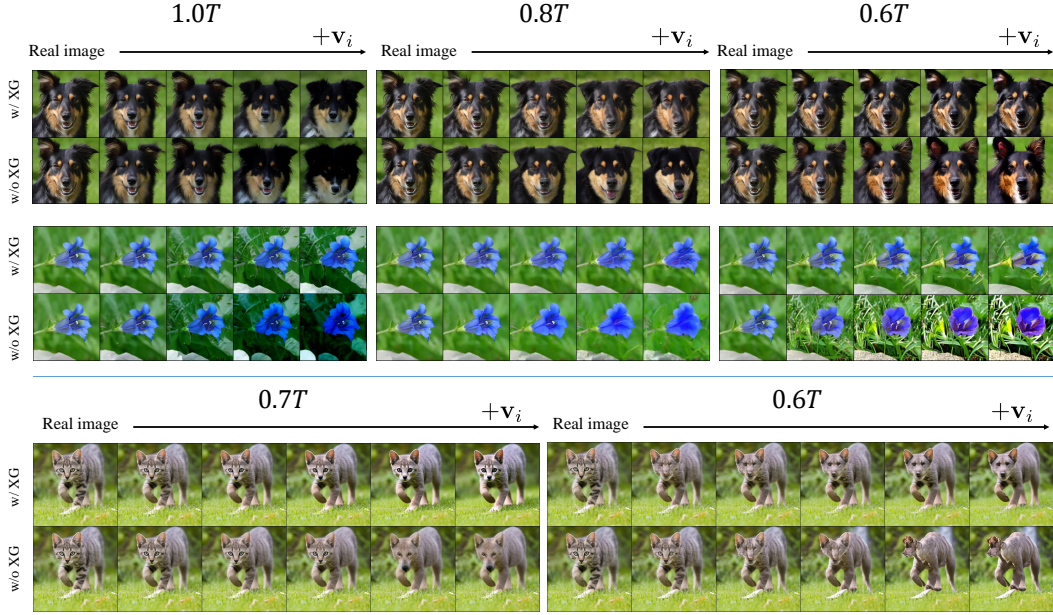 1.0T 0.8T 0.6T
Real image +v_i Real image +v_i Real image +v_i
w/ XG
w/o XG
w/ XG
w/o XG
0.7T 0.6T
Real image +v_i Real image +v_i
w/ XG
w/o XG